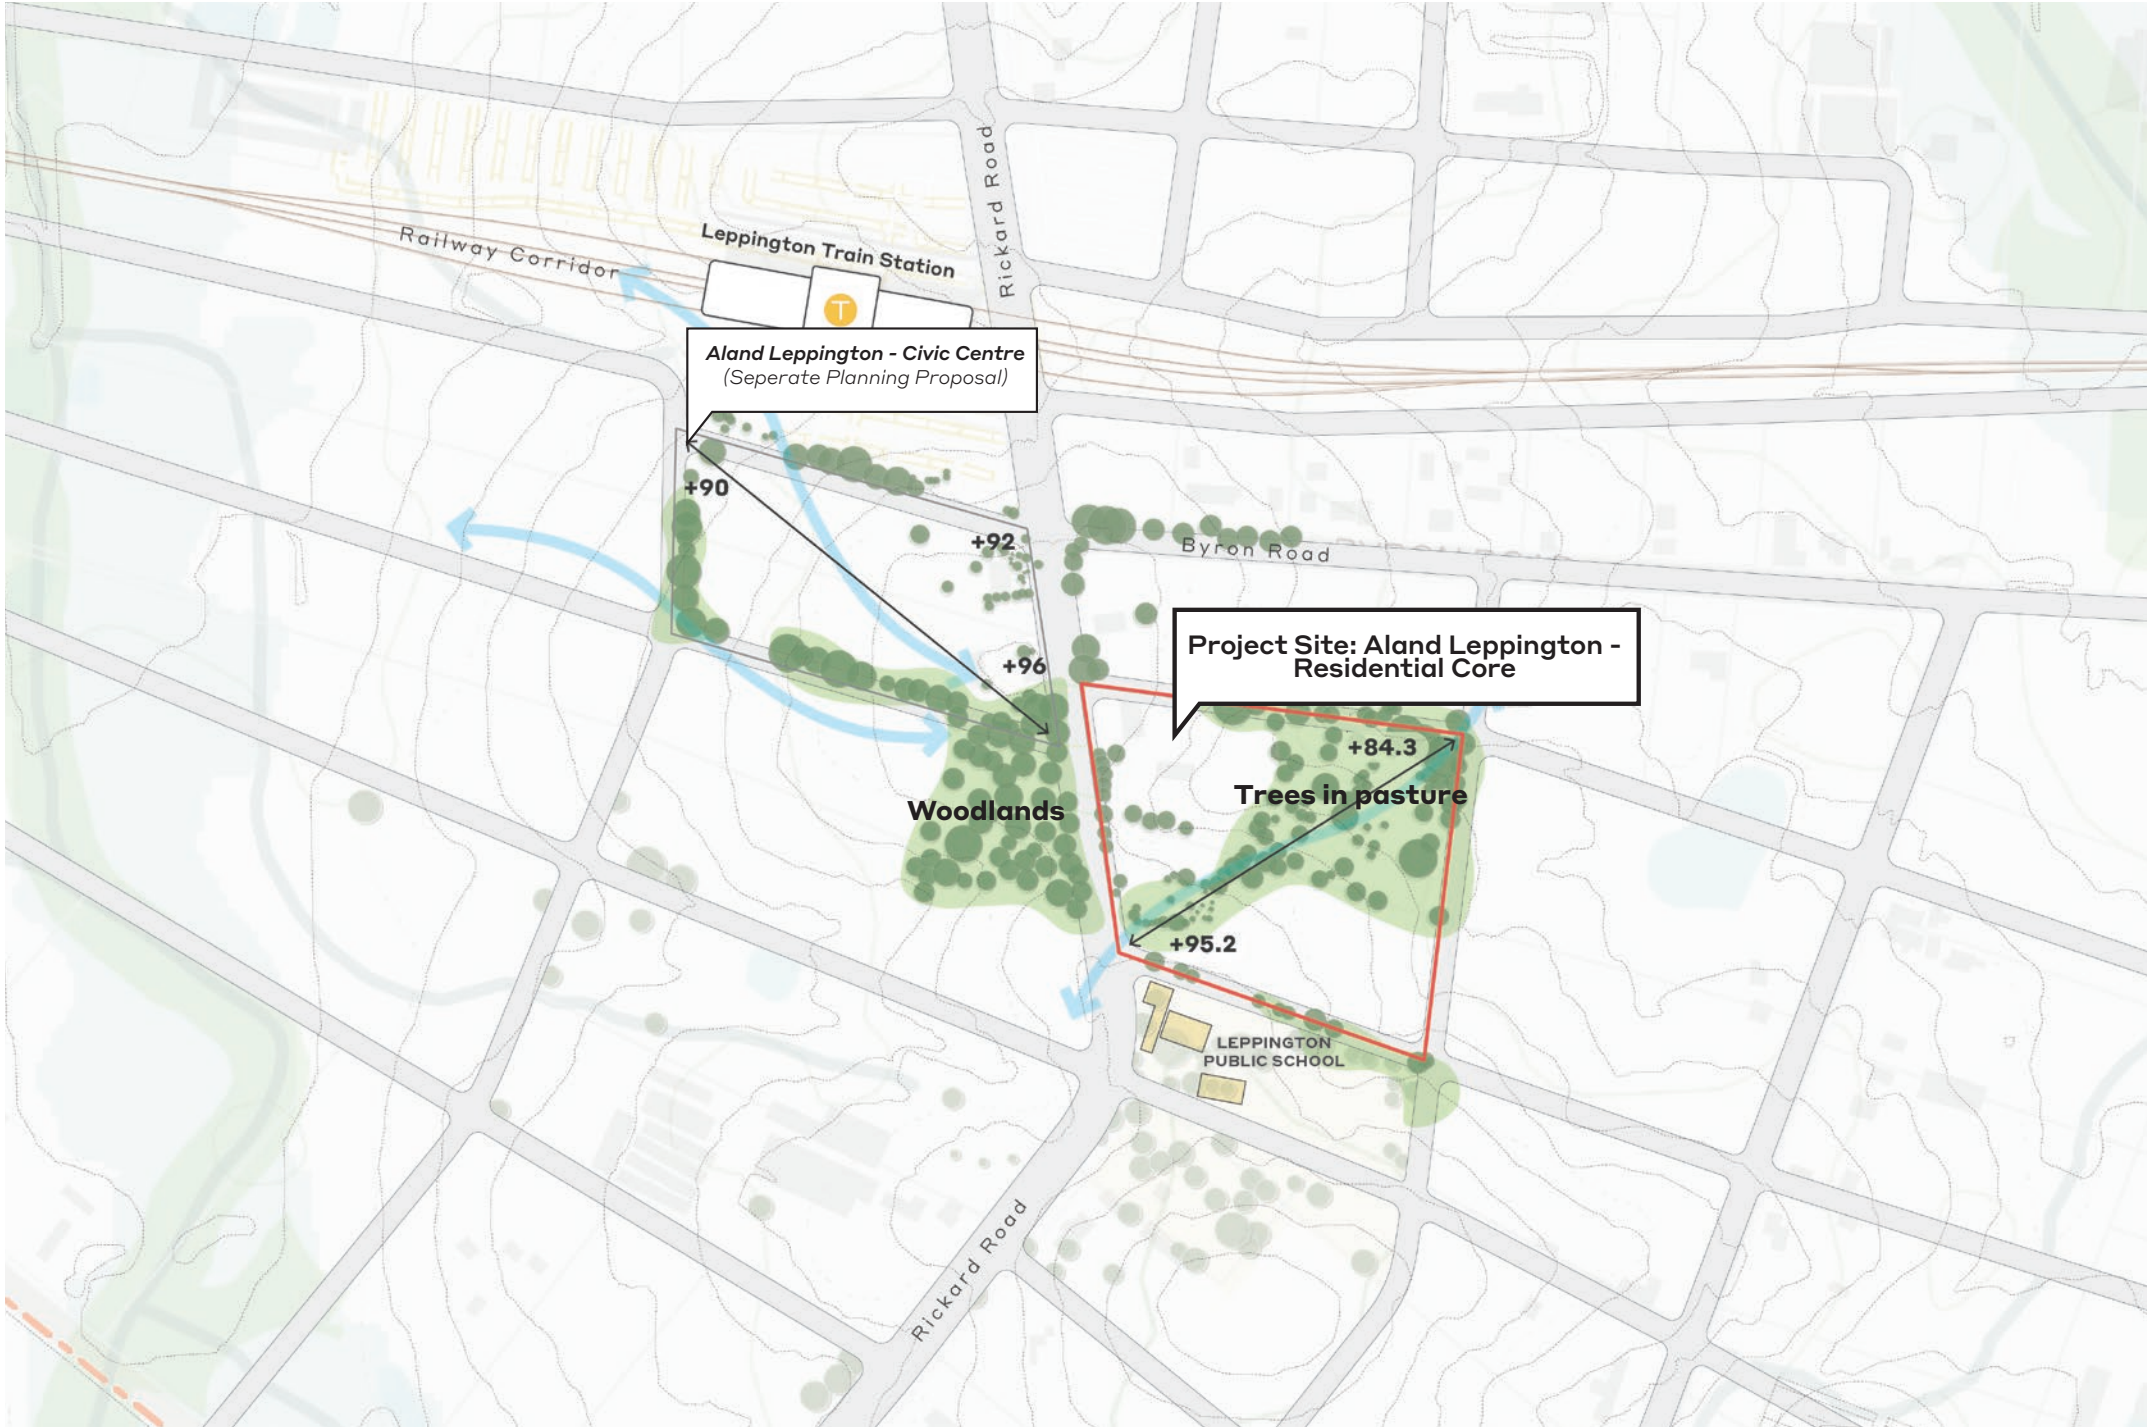 Rickard Road
Railway Corridor
Leppington Train Station
T
Aland Leppington - Civic Centre
(Seperate Planning Proposal)
+90
+92
Byron Road
+96
Project Site: Aland Leppington -
Residential Core
+84.3
Trees in pasture
Woodlands
+95.2
LEPPINGTON
PUBLIC SCHOOL
Rickard Road